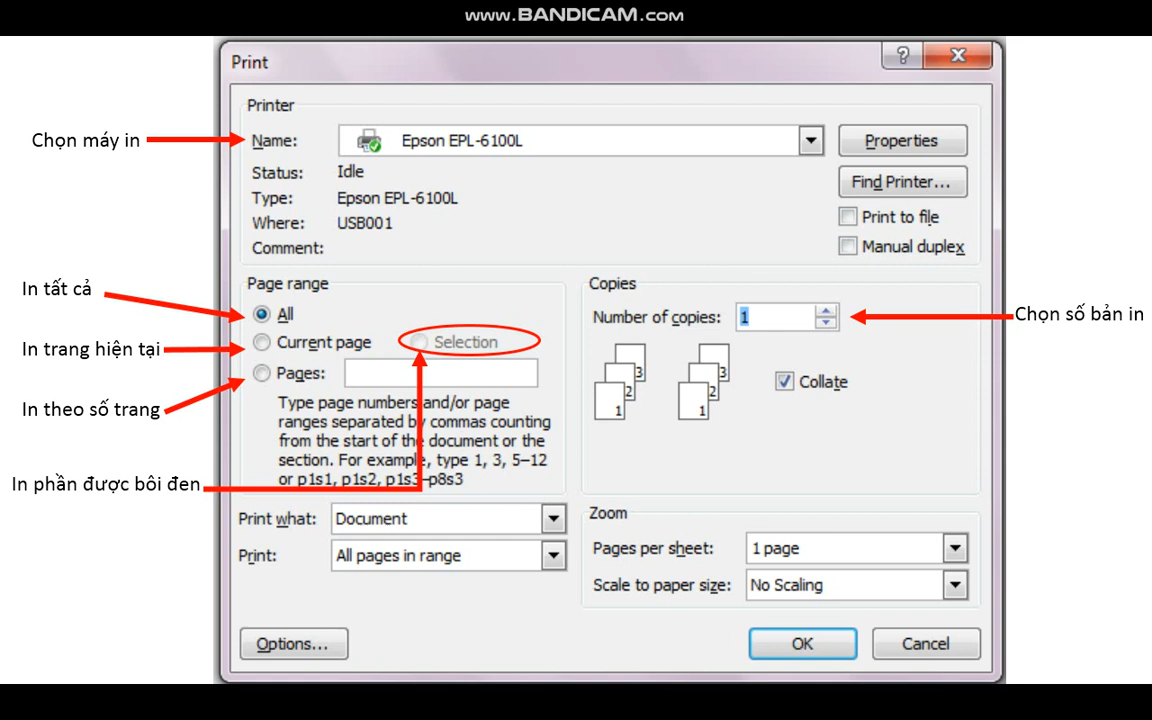 www.BANDICAM.com
Print
Printer
Chọn máy in
Name:
Epson EPL-6100L
Properties
Status:
Idle
Find Printer...
Type:
Epson EPL-6100L
Where:
USB001
Print to file
Comment:
Manual duplex
In tất cả
Page range
All
In trang hiện tại
Current page
Selection
In theo số trang
Pages:
Type page numbers and/or page
ranges separated by commas counting
from the start of the document or the
section. For example, type 1, 3, 5–12
or p1s1, p1s2, p1s3–p8s3
In phần được bôi đen
Copies
Number of copies:
1
Chọn số bản in
3
2
1
3
2
1
Collate
Print what:
Document
Print:
All pages in range
Zoom
Pages per sheet:
1 page
Scale to paper size:
No Scaling
Options...
OK
Cancel